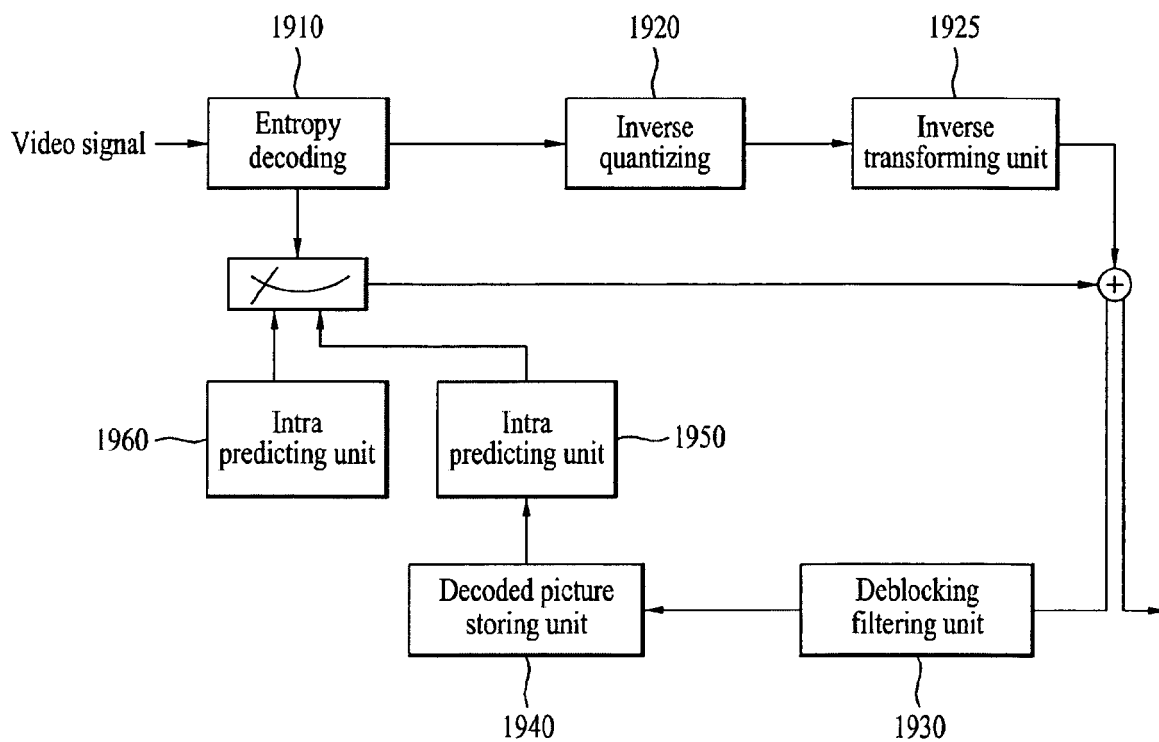 1910
1920
1925
Video signal
Entropy
decoding
Inverse
quantizing
Inverse
transforming unit
+
1960
Intra
predicting unit
Intra
predicting unit
1950
Decoded picture
storing unit
Deblocking
filtering unit
1940
1930